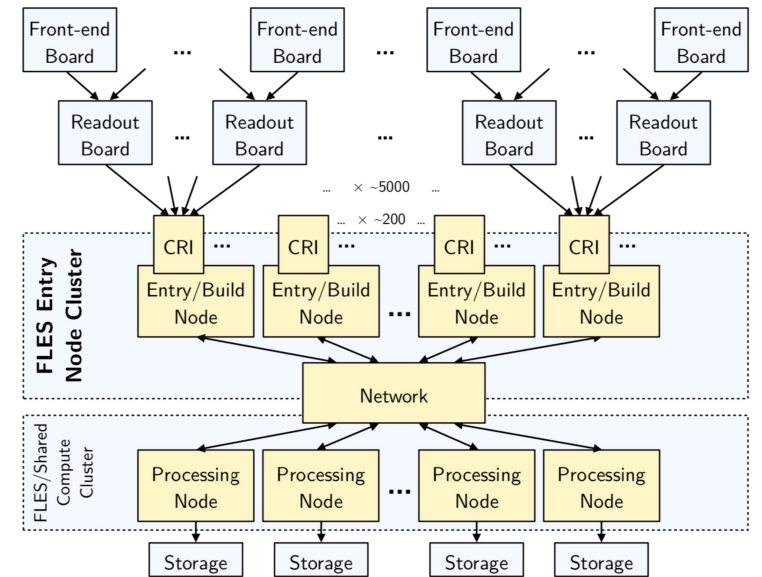 Front-end
Board
...
Front-end
Board
...
Front-end
Board
...
Front-end
Board
Readout
Board
...
Readout
Board
...
Readout
Board
...
Readout
Board
... × ~5000 ...
... × ~200 ...
CRI ...
CRI ...
CRI ...
CRI ...
FLES Entry
Node Cluster
Entry/Build
Node
Entry/Build
Node
...
Entry/Build
Node
Entry/Build
Node
Network
FLES/Shared
Compute
Cluster
Processing
Node
Processing
Node
...
Processing
Node
Processing
Node
Storage
Storage
Storage
Storage